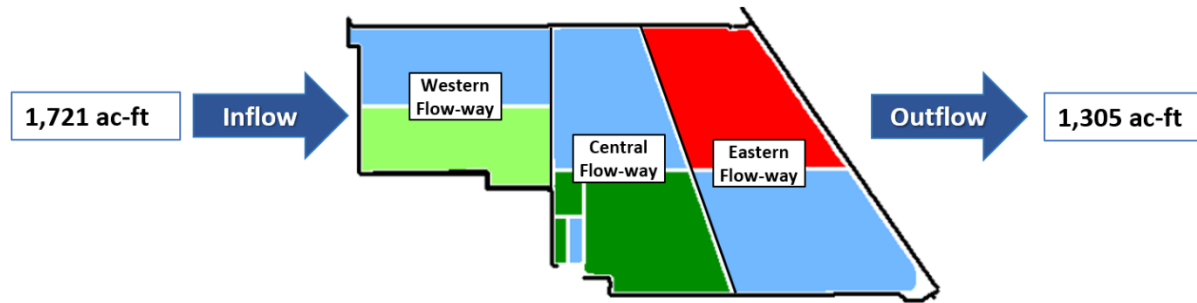 1,721 ac-ft
Inflow
Western
Flow-way
Central
Flow-way
Eastern
Flow-way
Outflow
1,305 ac-ft